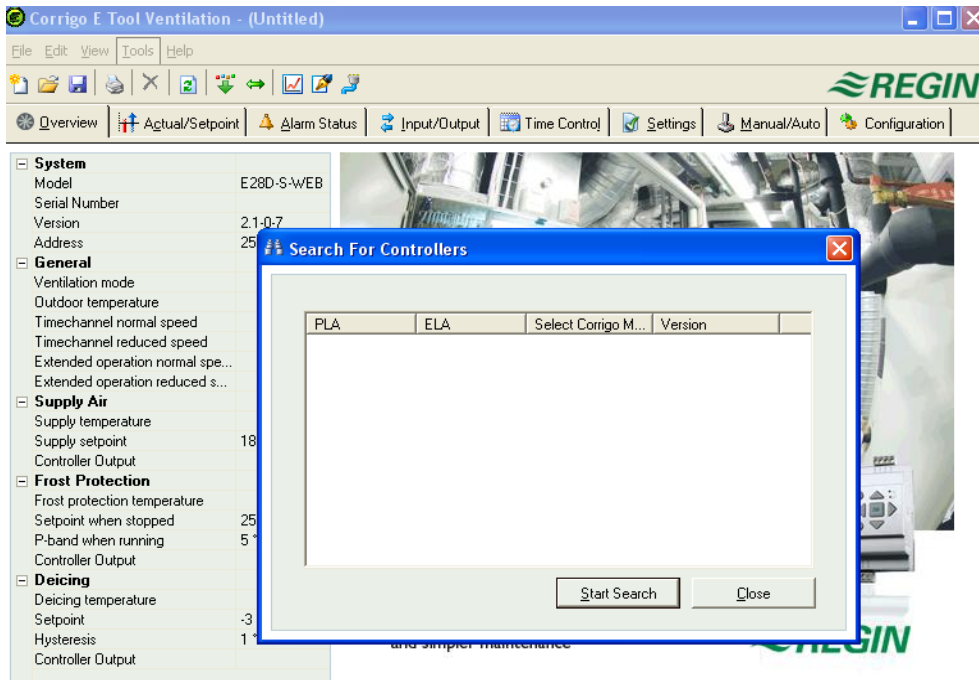 Corrigo E Tool Ventilation - (Untitled)
File Edit View Tools Help
REGIN
Overview Actual/Setpoint Alarm Status Input/Output Time Control Settings Manual/Auto Configuration
System
Model E28D-S-WEB
Serial Number
Version 2.1-0-7
Address 25
General
Ventilation mode
Outdoor temperature
Timechannel normal speed
Timechannel reduced speed
Extended operation normal spe...
Extended operation reduced s...
Supply Air
Supply temperature
Supply setpoint 18
Controller Output
Frost Protection
Frost protection temperature
Setpoint when stopped 25
P-band when running 5 °
Controller Output
Deicing
Deicing temperature
Setpoint -3
Hysteresis 1 °
Controller Output
Search For Controllers
PLA ELA Select Corrigo M... Version
Start Search Close
and simpler maintenance
REGIN